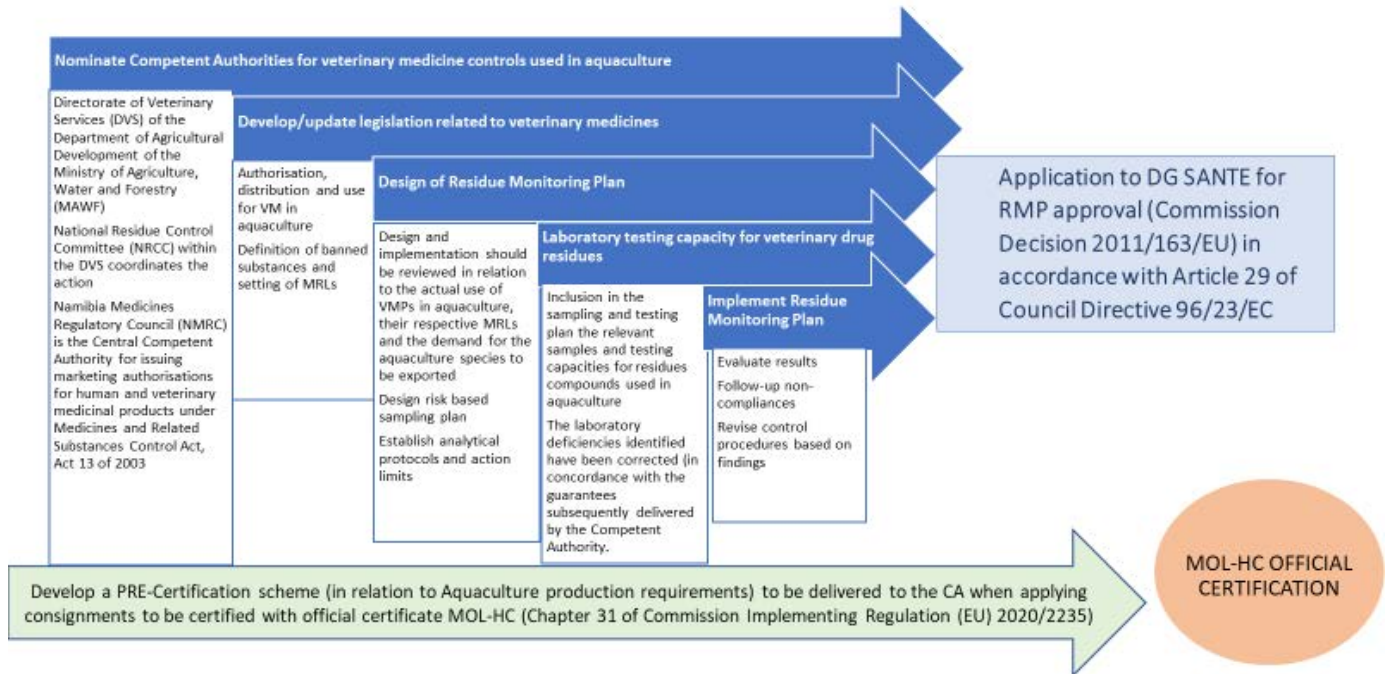 Nominate Competent Authorities for veterinary medicine controls used in aquaculture
Directorate of Veterinary
Services (DVS) of the
Department of Agricultural
Development of the
Ministry of Agriculture,
Water and Forestry
(MAWF)
National Residue Control
Committee (NRCC) within
the DVS coordinates the
action
Namibia Medicines
Regulatory Council (NMRC)
is the Central Competent
Authority for issuing
marketing authorisations
for human and veterinary
medicinal products under
Medicines and Related
Substances Control Act,
Act 13 of 2003
Develop/update legislation related to veterinary medicines
Authorisation,
distribution and use
for VM in
aquaculture
Definition of banned
substances and
setting of MRLs
Design of Residue Monitoring Plan
Design and
implementation should
be reviewed in relation
to the actual use of
VMPs in aquaculture,
their respective MRLs
and the demand for the
aquaculture species to
be exported
Design risk based
sampling plan
Establish analytical
protocols and action
limits
Laboratory testing capacity for veterinary drug
residues
Inclusion in the
sampling and testing
plan the relevant
samples and testing
capacities for residues
compounds used in
aquaculture
The laboratory
deficiencies identified
have been corrected (in
concordance with the
guarantees
subsequently delivered
by the Competent
Authority.
Implement Residue
Monitoring Plan
Evaluate results
Follow-up non-
compliances
Revise control
procedures based on
findings
Application to DG SANTE for
RMP approval (Commission
Decision 2011/163/EU) in
accordance with Article 29 of
Council Directive 96/23/EC
Develop a PRE-Certification scheme (in relation to Aquaculture production requirements) to be delivered to the CA when applying
consignments to be certified with official certificate MOL-HC (Chapter 31 of Commission Implementing Regulation (EU) 2020/2235)
MOL-HC OFFICIAL
CERTIFICATION